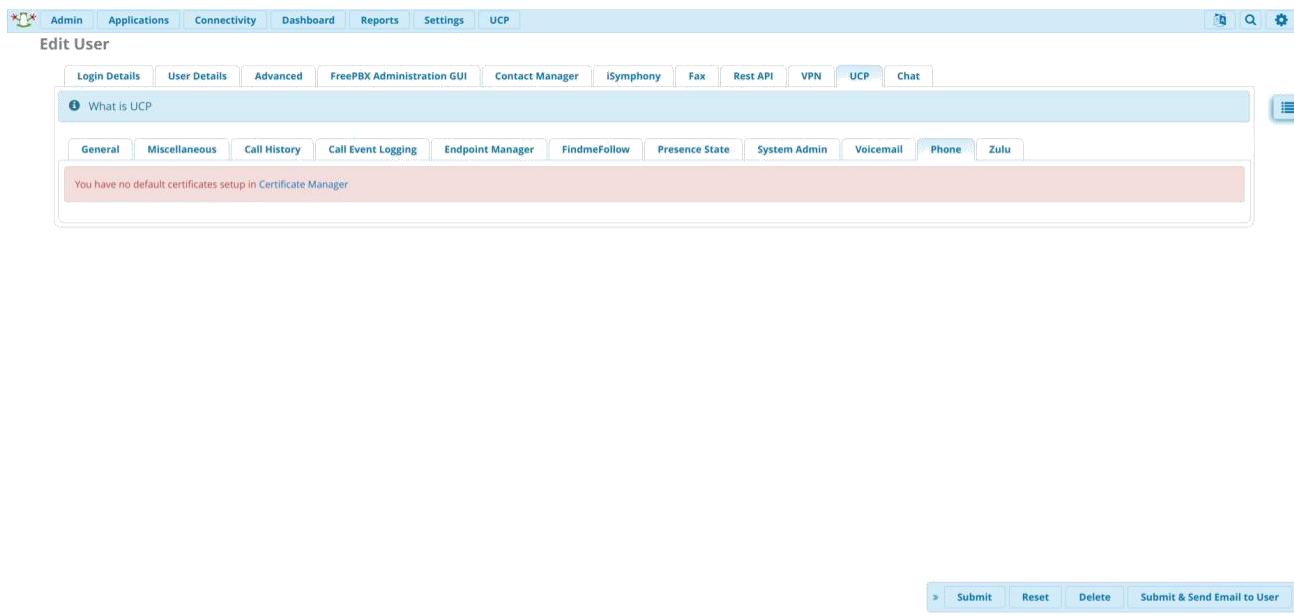 Admin Applications Connectivity Dashboard Reports Settings UCP
Edit User
Login Details User Details Advanced FreePBX Administration GUI Contact Manager iSymphony Fax Rest API VPN UCP Chat
What is UCP
General Miscellaneous Call History Call Event Logging Endpoint Manager FindmeFollow Presence State System Admin Voicemail Phone Zulu
You have no default certificates setup in Certificate Manager
» Submit Reset Delete Submit & Send Email to User